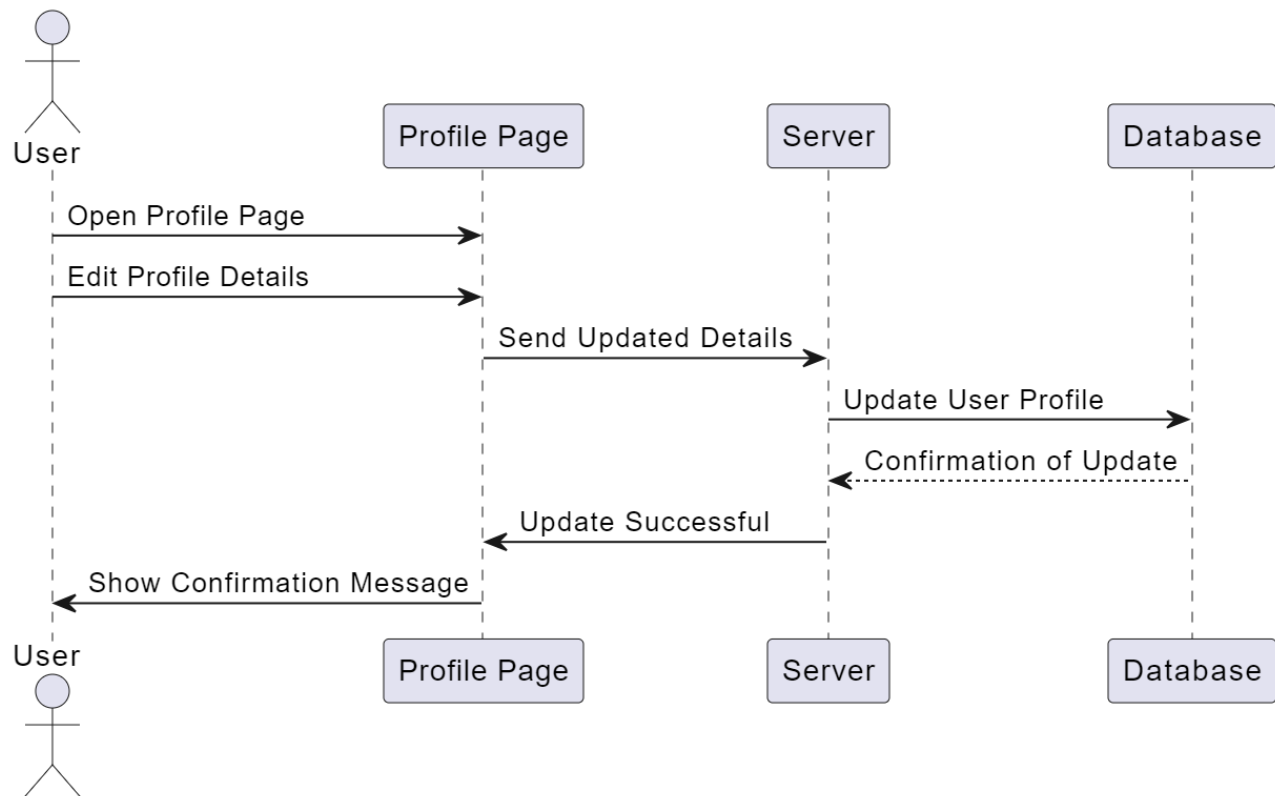 User
Profile Page
Server
Database
Open Profile Page
Edit Profile Details
Send Updated Details
Update User Profile
Confirmation of Update
Update Successful
Show Confirmation Message
User
Profile Page
Server
Database